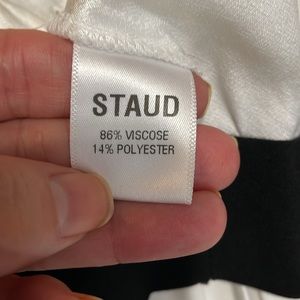 STAUD
86% VISCOSE
14% POLYESTER